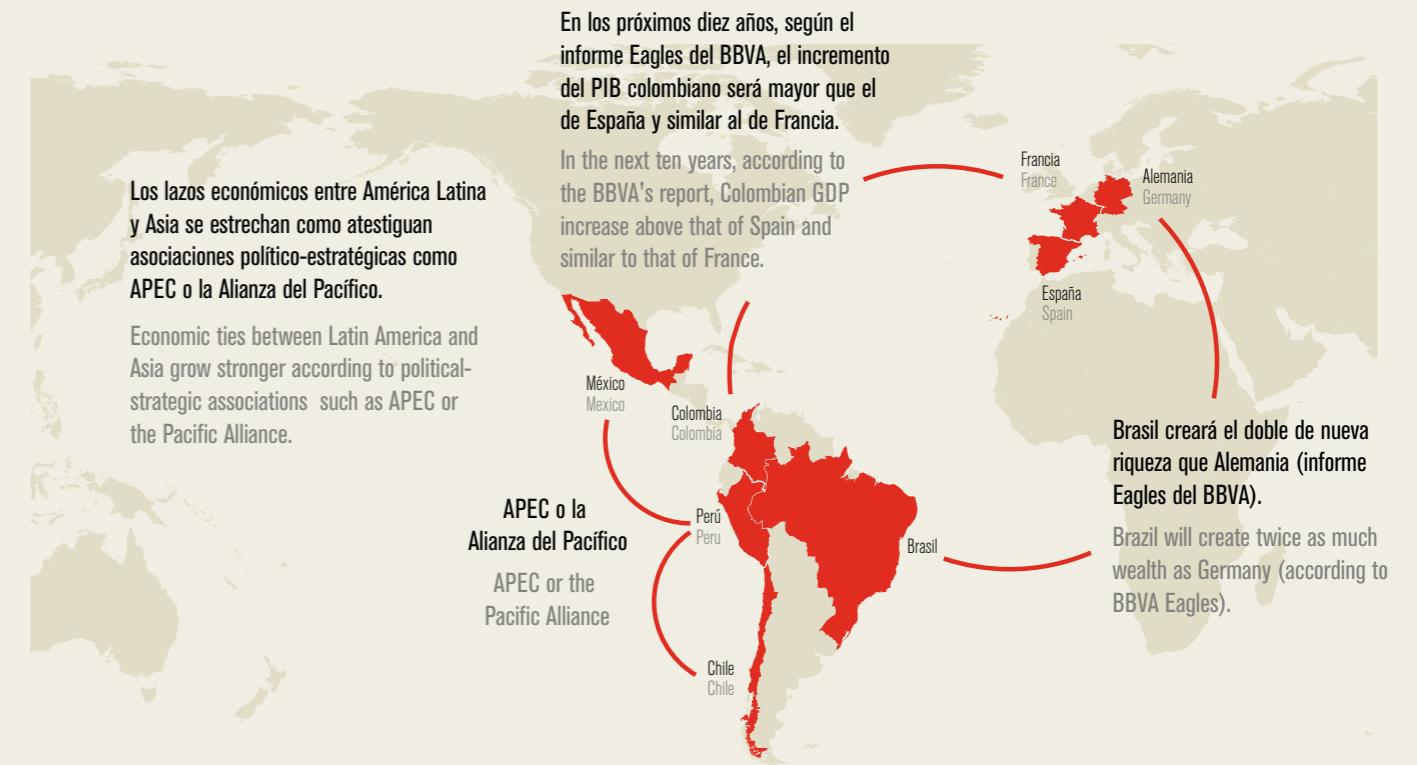 En los próximos diez años, según el
informe Eagles del BBVA, el incremento
del PIB colombiano será mayor que el
de España y similar al de Francia.
In the next ten years, according to
the BBVA's report, Colombian GDP
increase above that of Spain and
similar to that of France.
Los lazos económicos entre América Latina
y Asia se estrechan como atestiguan
asociaciones político-estratégicas como
APEC o la Alianza del Pacífico.
Economic ties between Latin America and
Asia grow stronger according to political-
strategic associations such as APEC or
the Pacific Alliance.
Francia
France
Alemania
Germany
España
Spain
México
Mexico
Colombia
Colombia
APEC o la
Alianza del Pacífico
APEC or the
Pacific Alliance
Perú
Peru
Brasil
Chile
Chile
Brasil creará el doble de nueva
riqueza que Alemania (informe
Eagles del BBVA).
Brazil will create twice as much
wealth as Germany (according to
BBVA Eagles).